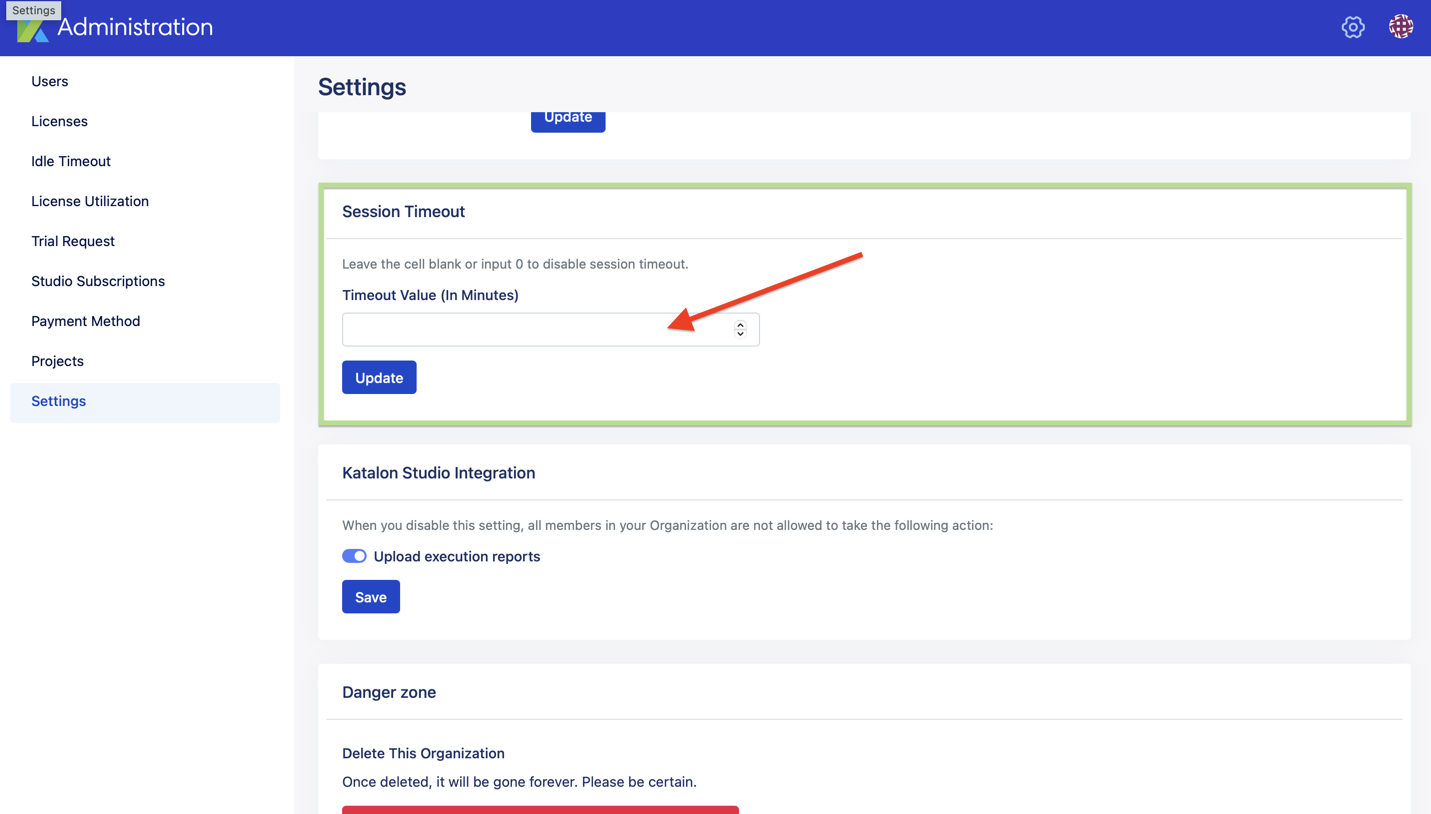 Settings
Administration
Users
Licenses
Idle Timeout
License Utilization
Trial Request
Studio Subscriptions
Payment Method
Projects
Settings
Settings
Update
Session Timeout
Leave the cell blank or input 0 to disable session timeout.
Timeout Value (In Minutes)
Update
Katalon Studio Integration
When you disable this setting, all members in your Organization are not allowed to take the following action:
Upload execution reports
Save
Danger zone
Delete This Organization
Once deleted, it will be gone forever. Please be certain.